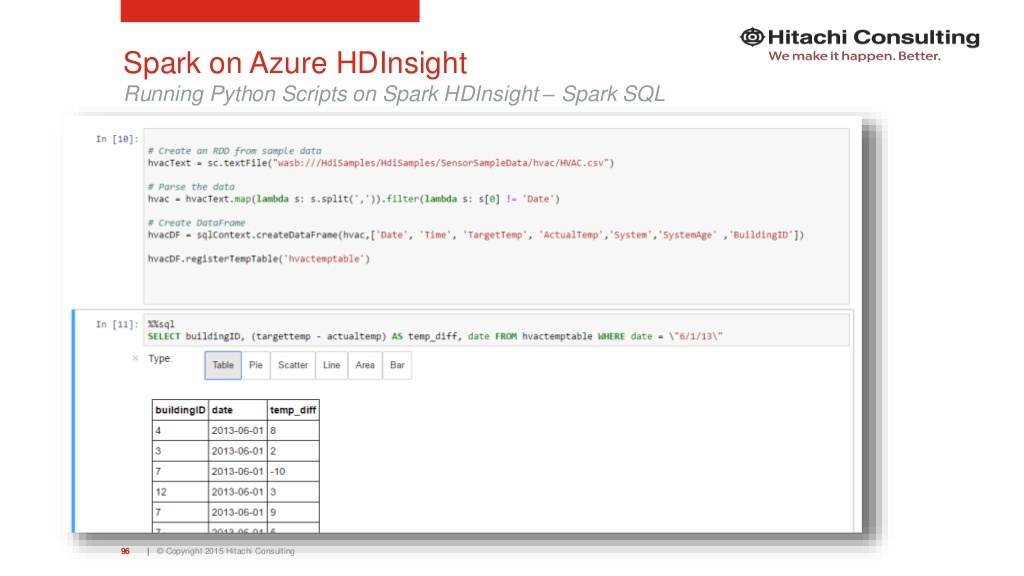 Hitachi Consulting
We make it happen. Better.
Spark on Azure HDInsight
Running Python Scripts on Spark HDInsight – Spark SQL
In [10]:
# Create an RDD from sample data
hvacText = sc.textFile("wasb:///HdiSamples/HdiSamples/SensorSampleData/hvac/HVAC.csv")
# Parse the data
hvac = hvacText.map(lambda s: s.split(',')).filter(lambda s: s[0] != 'Date')
# Create DataFrame
hvacDF = sqlContext.createDataFrame(hvac,['Date', 'Time', 'TargetTemp', 'ActualTemp','System','SystemAge' ,'BuildingID'])
hvacDF.registerTempTable('hvactemptable')
In [11]: %%sql
SELECT buildingID, (targettemp - actualtemp) AS temp_diff, date FROM hvactemptable WHERE date = \"6/1/13\"
× Type: Table Pie Scatter Line Area Bar
buildingID date temp_diff
4 2013-06-01 8
3 2013-06-01 2
7 2013-06-01 -10
12 2013-06-01 3
7 2013-06-01 9
7 2013-06-01
96 | © Copyright 2015 Hitachi Consulting